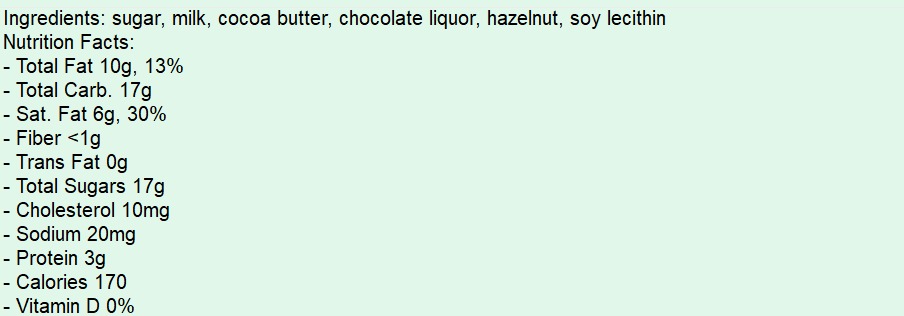 Ingredients: sugar, milk, cocoa butter, chocolate liquor, hazelnut, soy lecithin
Nutrition Facts:
- Total Fat 10g, 13%
- Total Carb. 17g
- Sat. Fat 6g, 30%
- Fiber <1g
- Trans Fat 0g
- Total Sugars 17g
- Cholesterol 10mg
- Sodium 20mg
- Protein 3g
- Calories 170
- Vitamin D 0%